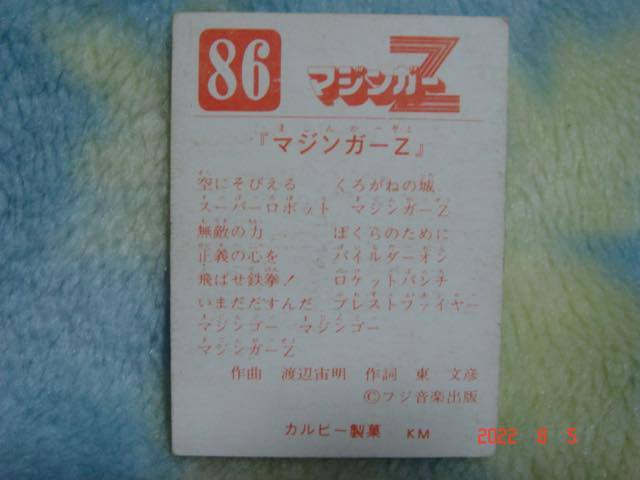 86 マジンガーZ
『マジンガーZ』
空にそびえる くろがねの城
スーパーロボット マジンガーZ
無敵の力 ぼくらのために
正義の心を パイルダーオン
飛ばせ鉄拳! ロケットパンチ
いまだだすんだ ブレストファイヤー
マジンゴー マジンゴー
マジンガーZ
作曲 渡辺宙明 作詞 東 文彦
©フジ音楽出版
カルビー製菓 KM
2022 8 5